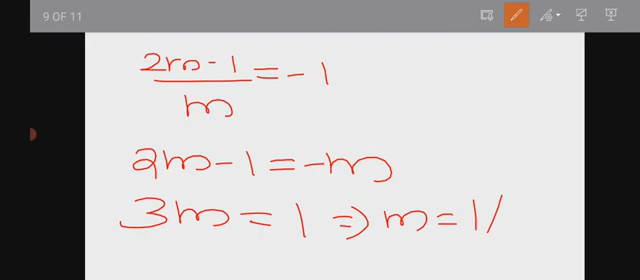 9 OF 11
2m-1/m = -1
2m-1 = -m
3m = 1 ⇒ m = 1/